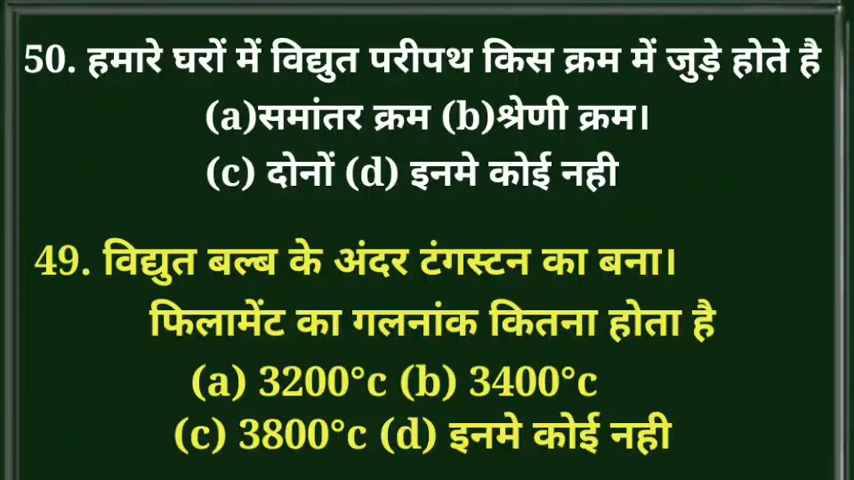 50. हमारे घरों में विद्युत परीपथ किस क्रम में जुड़े होते है
(a)समांतर क्रम (b)श्रेणी क्रम।
(c) दोनों (d) इनमे कोई नही
49. विद्युत बल्ब के अंदर टंगस्टन का बना।
फिलामेंट का गलनांक कितना होता है
(a) 3200°c (b) 3400°c
(c) 3800°c (d) इनमे कोई नही